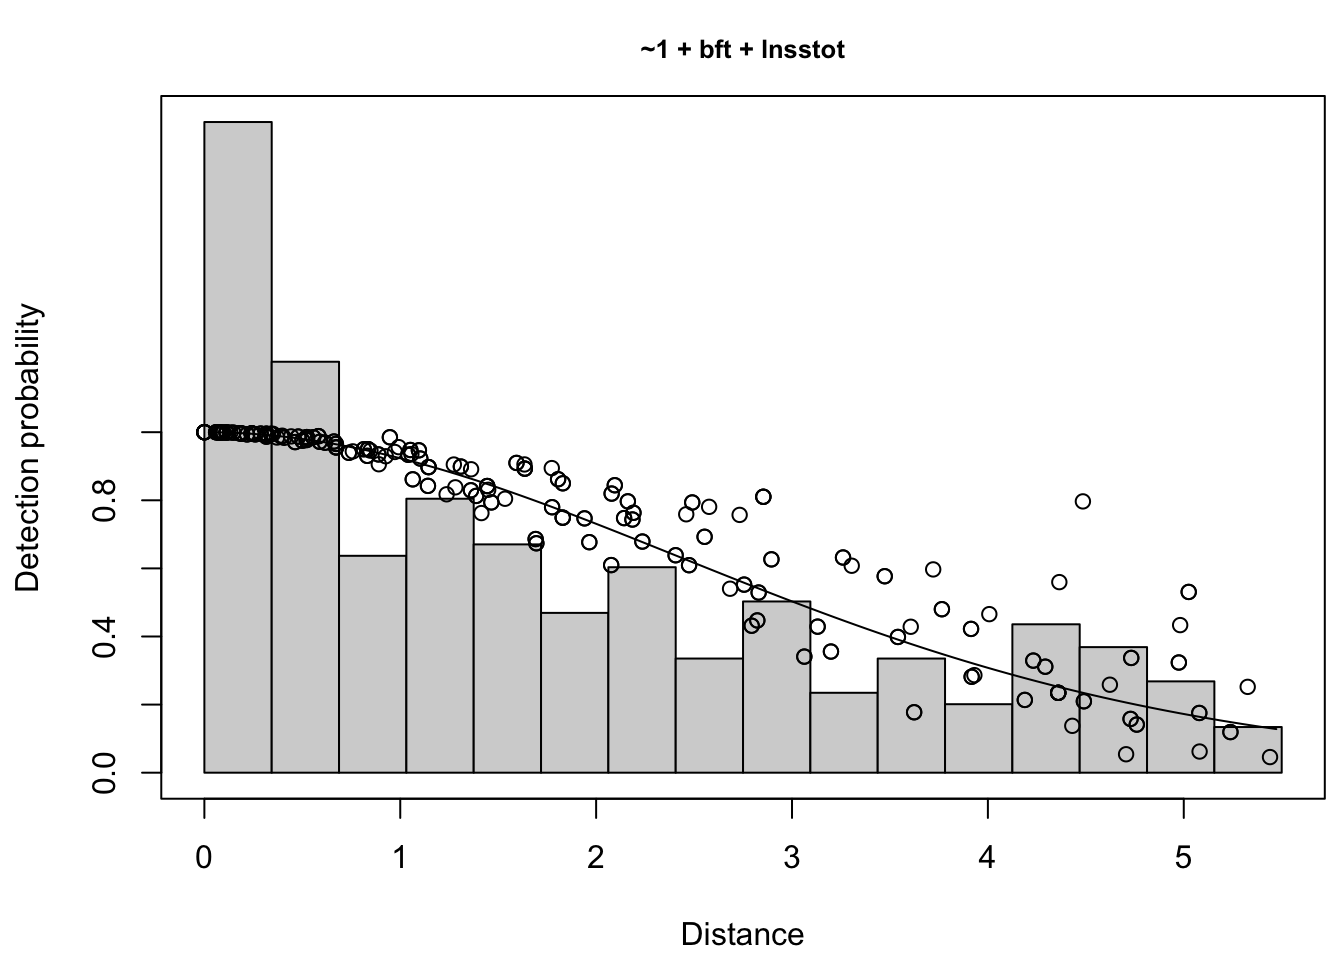 ~1 + bft + lnsstot
Detection probability
0.8
0.4
0.0
0 1 2 3 4 5
Distance